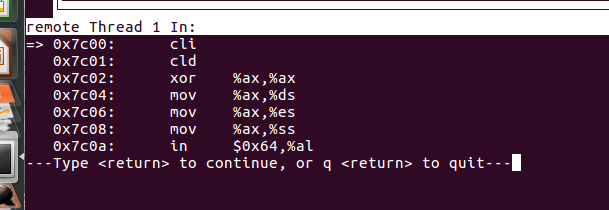 remote Thread 1 In:
=> 0x7c00:      cli
   0x7c01:      cld
   0x7c02:      xor    %ax,%ax
   0x7c04:      mov    %ax,%ds
   0x7c06:      mov    %ax,%es
   0x7c08:      mov    %ax,%ss
   0x7c0a:      in     $0x64,%al
---Type <return> to continue, or q <return> to quit---